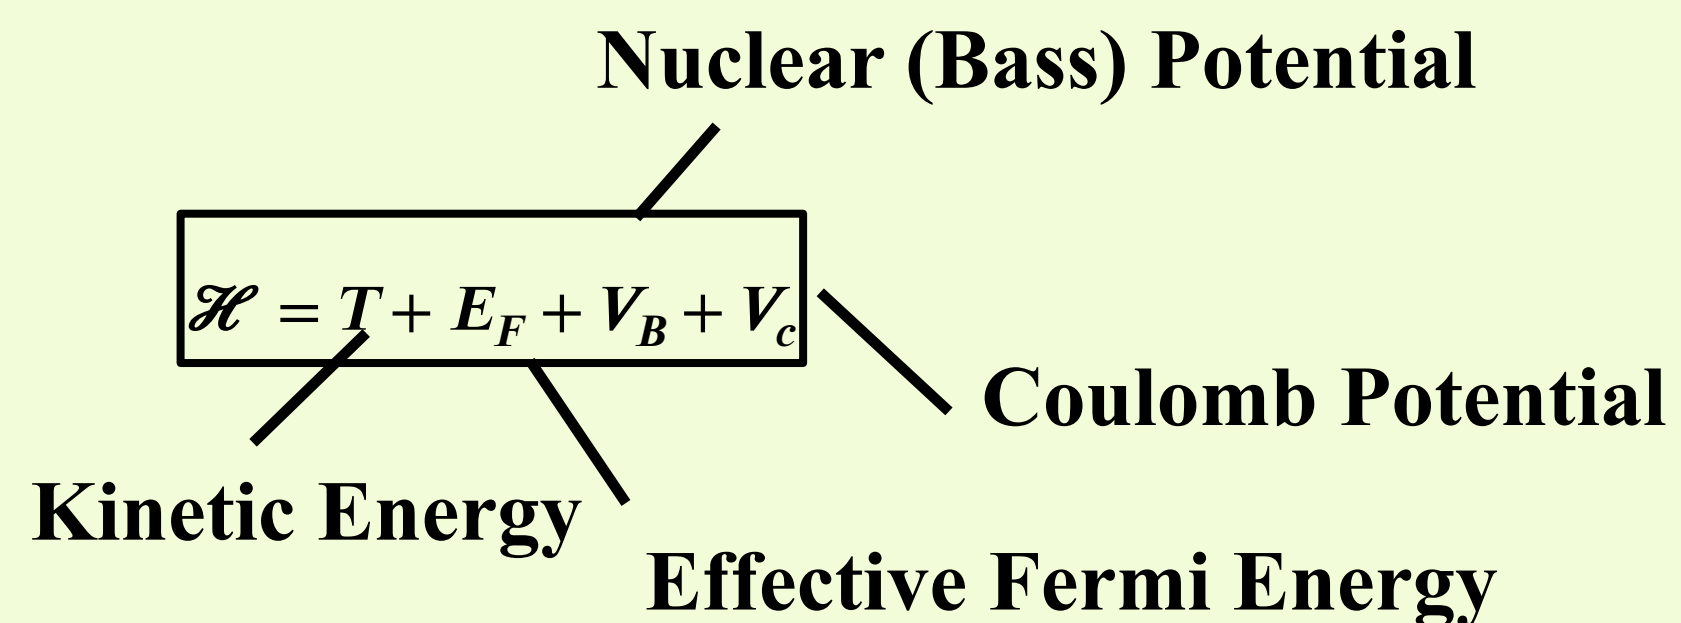 Nuclear (Bass) Potential
ℋ = T + E_F + V_B + V_c
Coulomb Potential
Kinetic Energy
Effective Fermi Energy